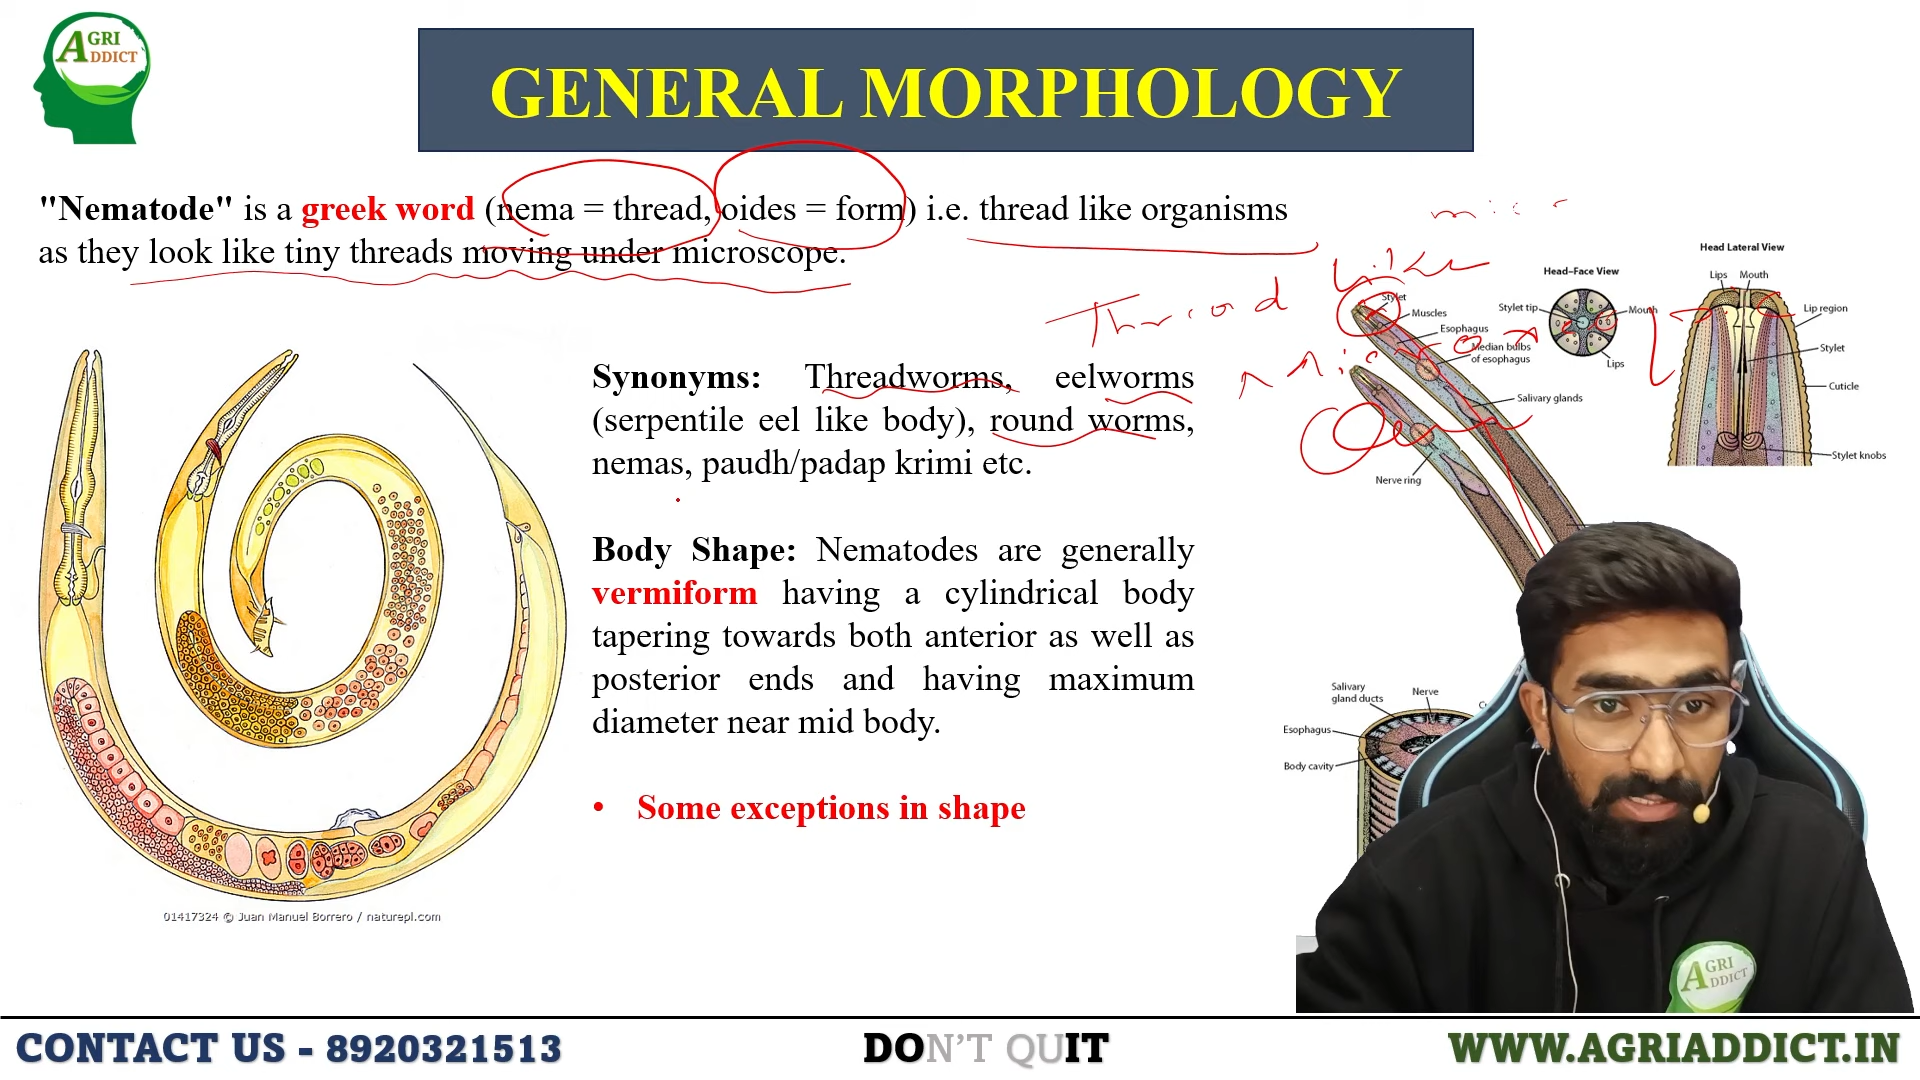 AGRI
ADDICT
GENERAL MORPHOLOGY
"Nematode" is a greek word (nema = thread, oides = form) i.e. thread like organisms
as they look like tiny threads moving under microscope.
Synonyms: Threadworms, eelworms
(serpentile eel like body), round worms,
nemas, paudh/padap krimi etc.
Body Shape: Nematodes are generally
vermiform having a cylindrical body
tapering towards both anterior as well as
posterior ends and having maximum
diameter near mid body.
• Some exceptions in shape
01417324 © Juan Manuel Borrero / naturepl.com
Thread like
Stylet
Muscles
Esophagus
Median bulbs
of esophagus
Salivary glands
Nerve ring
Head–Face View
Stylet tip
Mouth
Lips
Head Lateral View
Lips Mouth
Lip region
Stylet
Cuticle
Stylet knobs
Salivary
gland ducts
Nerve
Esophagus
Body cavity
AGRI
ADDICT
CONTACT US - 8920321513
DON'T QUIT
WWW.AGRIADDICT.IN